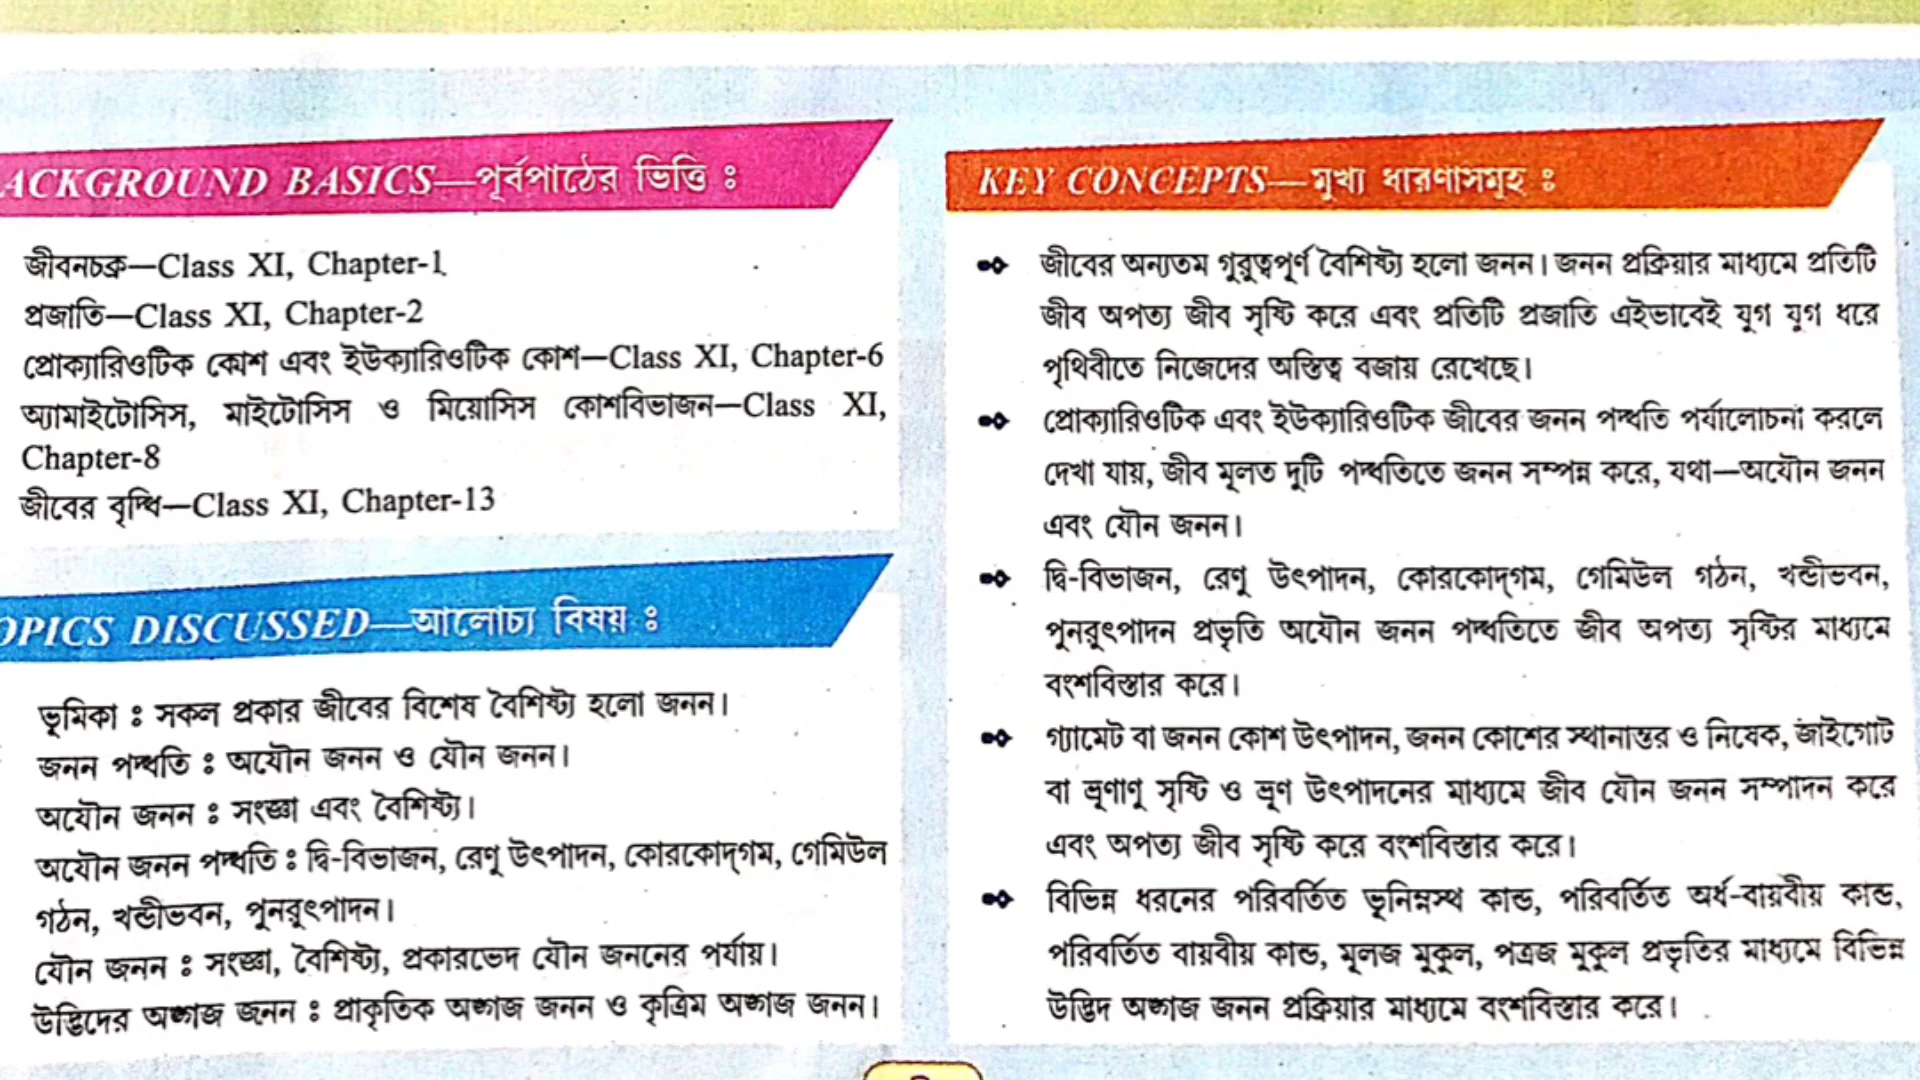 ACKGROUND BASICS—পূর্বপাঠের ভিত্তি ঃ
জীবনচক্র—Class XI, Chapter-1
প্রজাতি—Class XI, Chapter-2
প্রোক্যারিওটিক কোশ এবং ইউক্যারিওটিক কোশ—Class XI, Chapter-6
অ্যামাইটোসিস, মাইটোসিস ও মিয়োসিস কোশবিভাজন—Class XI,
Chapter-8
জীবের বৃদ্ধি—Class XI, Chapter-13
OPICS DISCUSSED—আলোচ্য বিষয় ঃ
ভূমিকা ঃ সকল প্রকার জীবের বিশেষ বৈশিষ্ট্য হলো জনন।
জনন পদ্ধতি ঃ অযৌন জনন ও যৌন জনন।
অযৌন জনন ঃ সংজ্ঞা এবং বৈশিষ্ট্য।
অযৌন জনন পদ্ধতি ঃ দ্বি-বিভাজন, রেণু উৎপাদন, কোরকোদ্‌গম, গেমিউল
গঠন, খণ্ডীভবন, পুনরুৎপাদন।
যৌন জনন ঃ সংজ্ঞা, বৈশিষ্ট্য, প্রকারভেদ যৌন জননের পর্যায়।
উদ্ভিদের অঙ্গজ জনন ঃ প্রাকৃতিক অঙ্গজ জনন ও কৃত্রিম অঙ্গজ জনন।
KEY CONCEPTS—মুখ্য ধারণাসমূহ ঃ
জীবের অন্যতম গুরুত্বপূর্ণ বৈশিষ্ট্য হলো জনন। জনন প্রক্রিয়ার মাধ্যমে প্রতিটি
জীব অপত্য জীব সৃষ্টি করে এবং প্রতিটি প্রজাতি এইভাবেই যুগ যুগ ধরে
পৃথিবীতে নিজেদের অস্তিত্ব বজায় রেখেছে।
প্রোক্যারিওটিক এবং ইউক্যারিওটিক জীবের জনন পদ্ধতি পর্যালোচনা করলে
দেখা যায়, জীব মূলত দুটি পদ্ধতিতে জনন সম্পন্ন করে, যথা—অযৌন জনন
এবং যৌন জনন।
দ্বি-বিভাজন, রেণু উৎপাদন, কোরকোদ্‌গম, গেমিউল গঠন, খণ্ডীভবন,
পুনরুৎপাদন প্রভৃতি অযৌন জনন পদ্ধতিতে জীব অপত্য সৃষ্টির মাধ্যমে
বংশবিস্তার করে।
গ্যামেট বা জনন কোশ উৎপাদন, জনন কোশের স্থানান্তর ও নিষেক, জাইগোট
বা ভ্রূণাণু সৃষ্টি ও ভ্রূণ উৎপাদনের মাধ্যমে জীব যৌন জনন সম্পাদন করে
এবং অপত্য জীব সৃষ্টি করে বংশবিস্তার করে।
বিভিন্ন ধরনের পরিবর্তিত ভূনিম্নস্থ কাণ্ড, পরিবর্তিত অর্ধ-বায়বীয় কাণ্ড,
পরিবর্তিত বায়বীয় কাণ্ড, মূলজ মুকুল, পত্রজ মুকুল প্রভৃতির মাধ্যমে বিভিন্ন
উদ্ভিদ অঙ্গজ জনন প্রক্রিয়ার মাধ্যমে বংশবিস্তার করে।